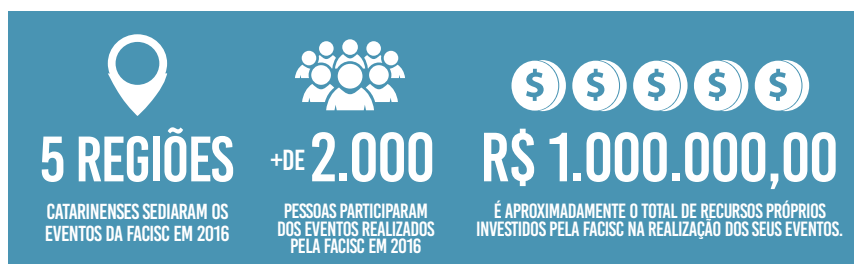 5 REGIÕES
CATARINENSES SEDIARAM OS
EVENTOS DA FACISC EM 2016
+DE 2.000
PESSOAS PARTICIPARAM
DOS EVENTOS REALIZADOS
PELA FACISC EM 2016
$ $ $ $ $
R$ 1.000.000,00
É APROXIMADAMENTE O TOTAL DE RECURSOS PRÓPRIOS
INVESTIDOS PELA FACISC NA REALIZAÇÃO DOS SEUS EVENTOS.